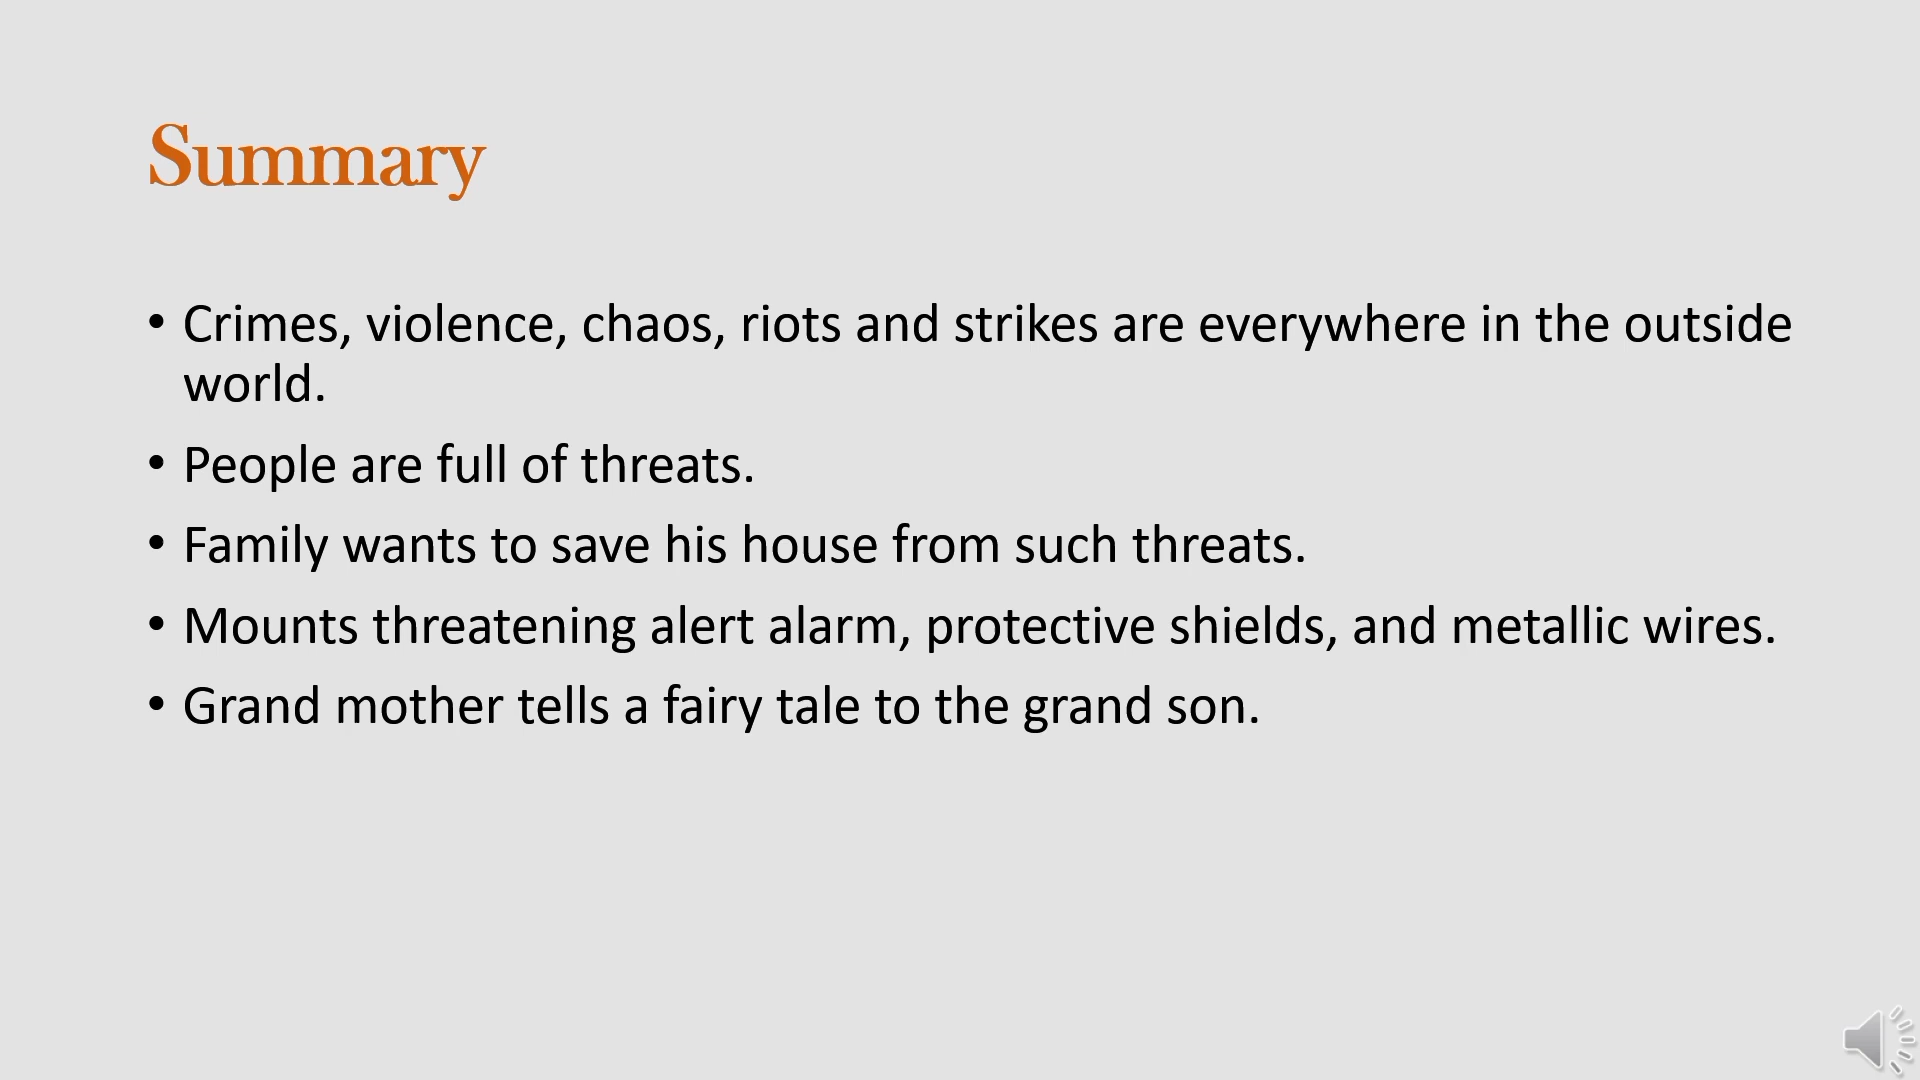 Summary
• Crimes, violence, chaos, riots and strikes are everywhere in the outside
world.
• People are full of threats.
• Family wants to save his house from such threats.
• Mounts threatening alert alarm, protective shields, and metallic wires.
• Grand mother tells a fairy tale to the grand son.